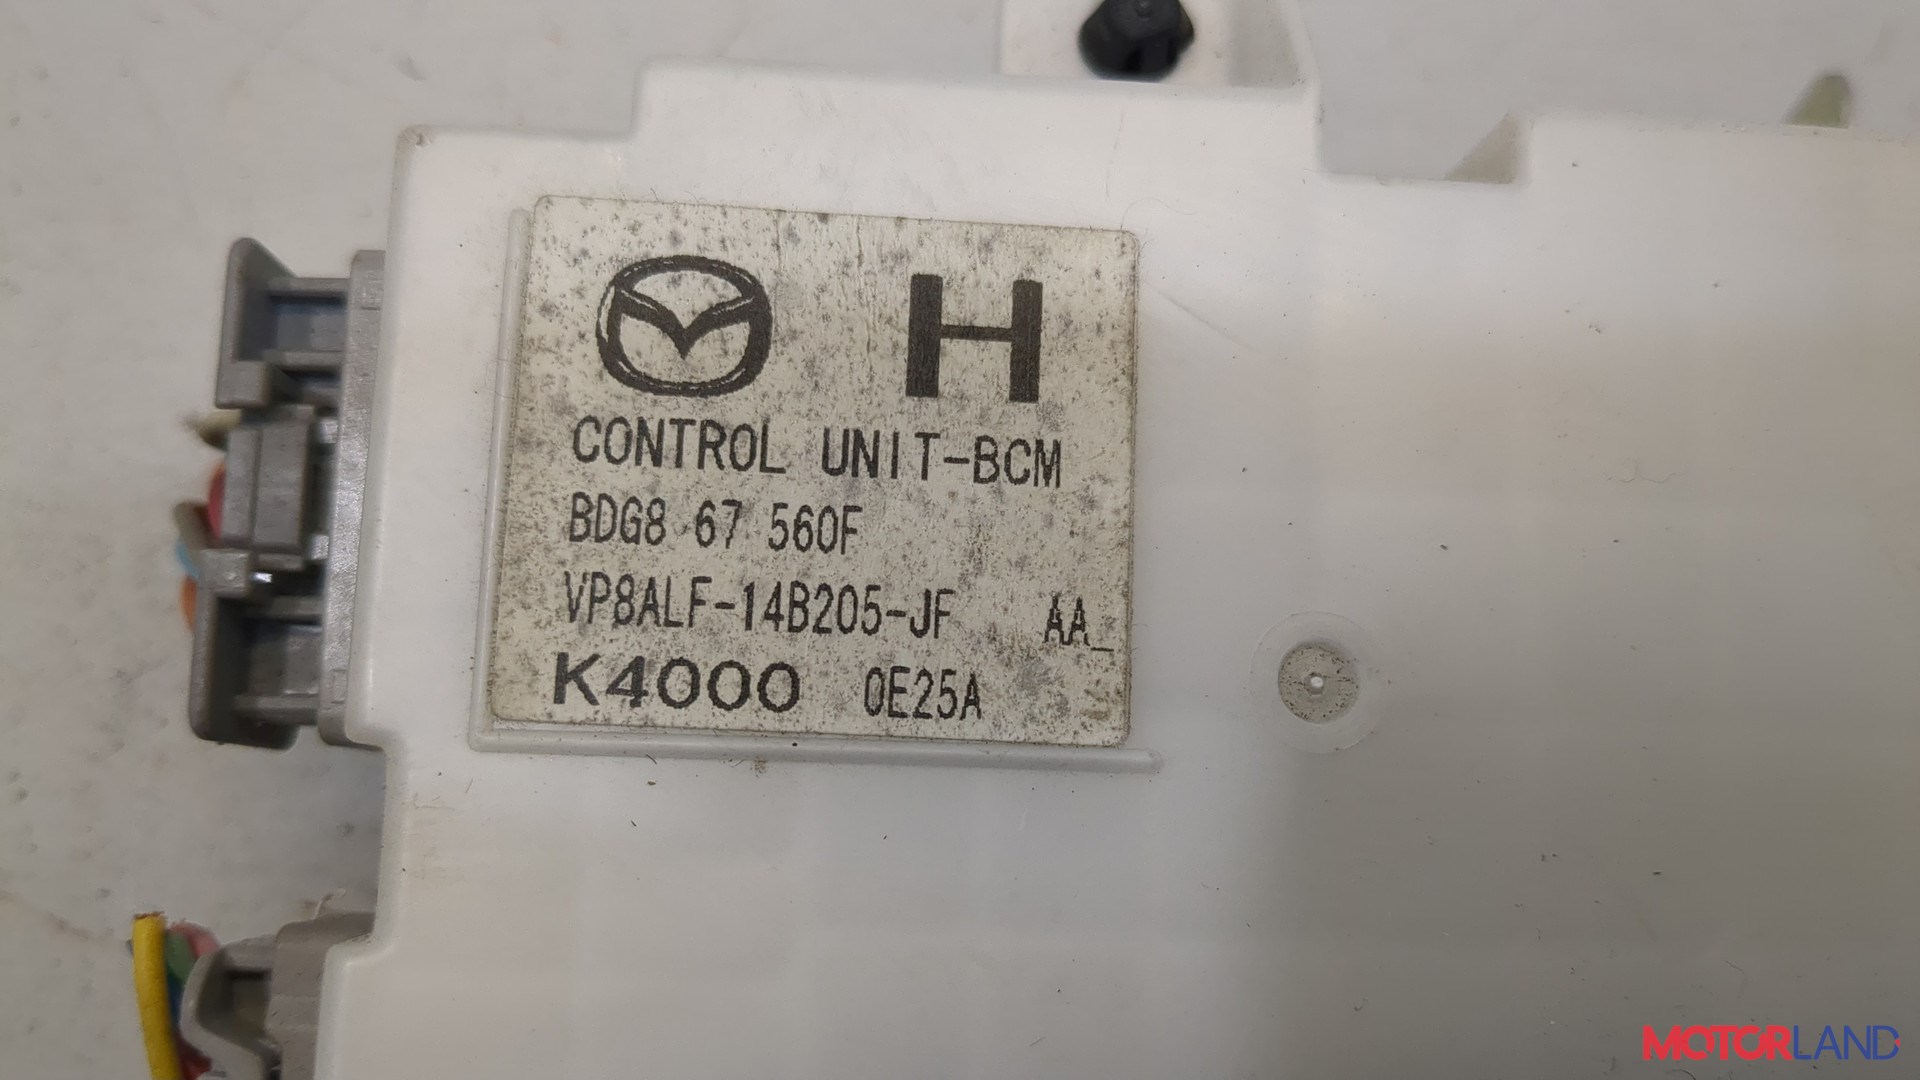 H
CONTROL UNIT-BCM
BDG8 67 560F
VP8ALF-14B205-JF AA_
K4000 0E25A
MOTORLAND